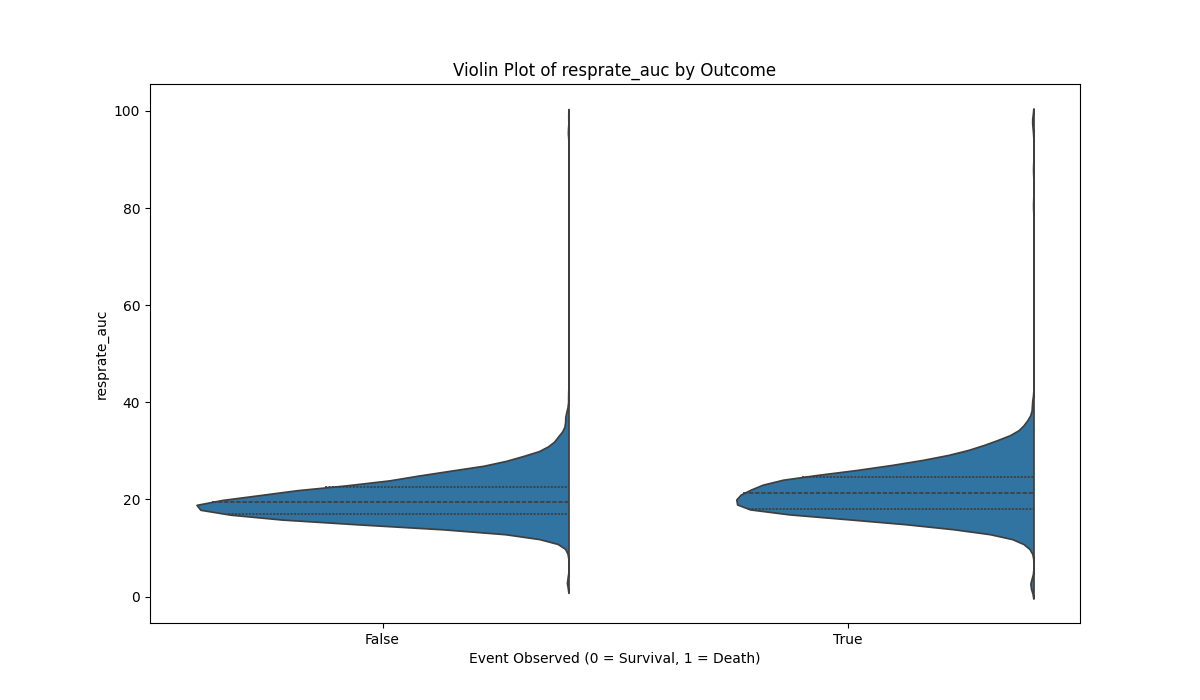 Violin Plot of resprate_auc by Outcome
100
80
60
40
20
0
resprate_auc
False
True
Event Observed (0 = Survival, 1 = Death)